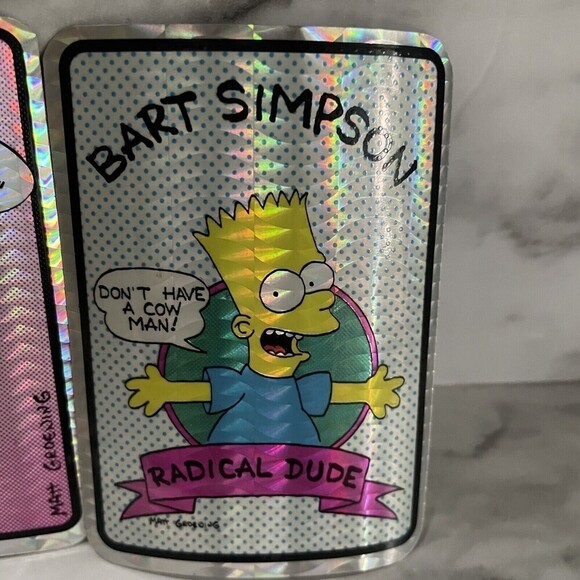 BART SIMPSON
DON'T HAVE
A COW
MAN!
RADICAL DUDE
MATT GROENING
MATT GROENING